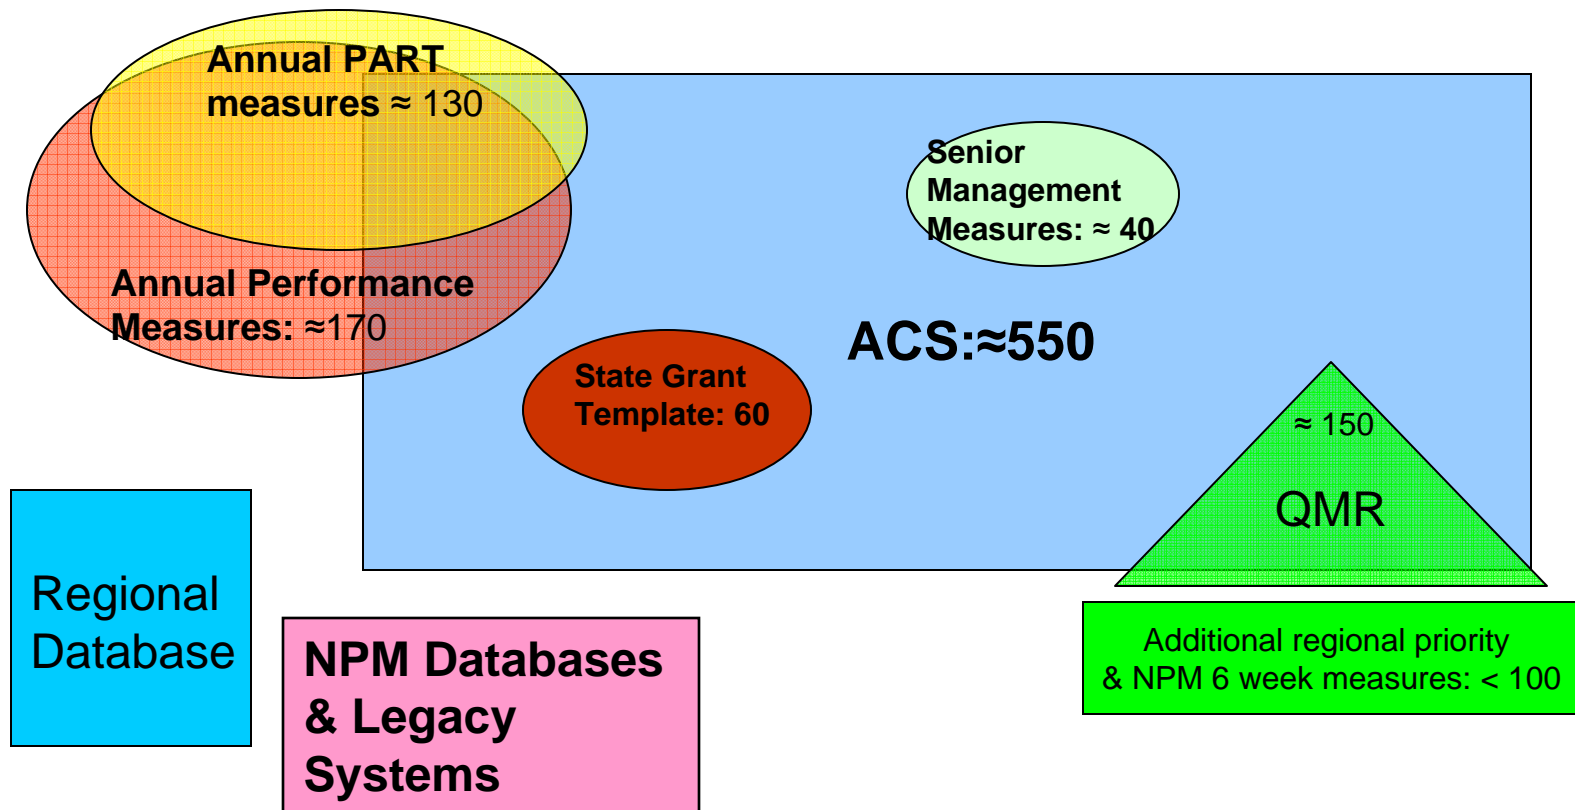 Annual PART
measures ≈ 130
Annual Performance
Measures: ≈170
Senior
Management
Measures: ≈ 40
ACS:≈550
State Grant
Template: 60
≈ 150
QMR
Regional
Database
NPM Databases
& Legacy
Systems
Additional regional priority
& NPM 6 week measures: < 100